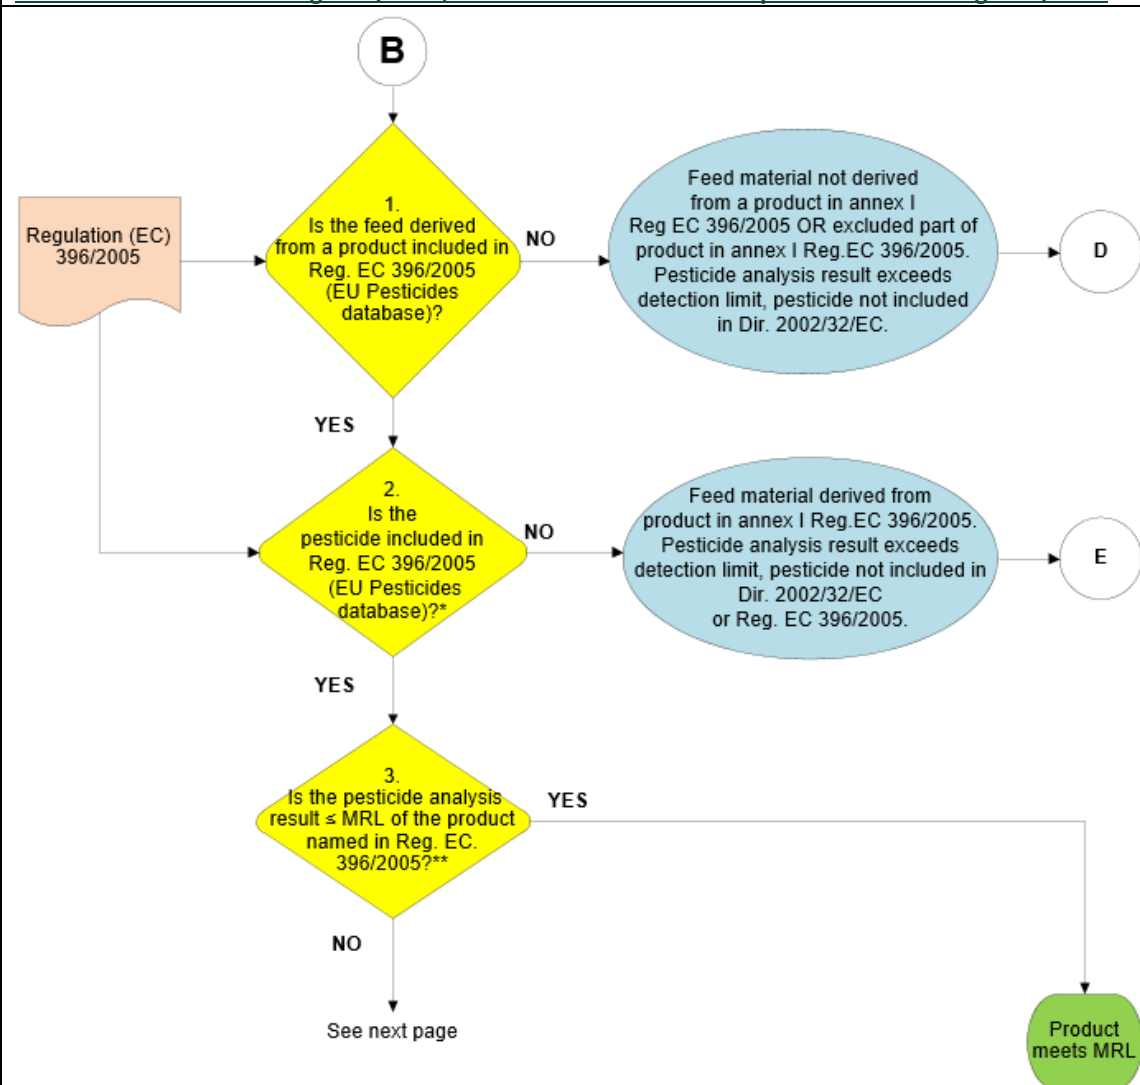 B
1.
Is the feed derived
from a product included in
Reg. EC 396/2005
(EU Pesticides
database)?
NO
Feed material not derived
from a product in annex I
Reg EC 396/2005 OR excluded part of
product in annex I Reg.EC 396/2005.
Pesticide analysis result exceeds
detection limit, pesticide not included
in Dir. 2002/32/EC.
D
Regulation (EC)
396/2005
YES
2.
Is the
pesticide included in
Reg. EC 396/2005
(EU Pesticides
database)?*
NO
Feed material derived from
product in annex I Reg.EC 396/2005.
Pesticide analysis result exceeds
detection limit, pesticide not included in
Dir. 2002/32/EC
or Reg. EC 396/2005.
E
YES
3.
Is the pesticide analysis
result ≤ MRL of the product
named in Reg. EC.
396/2005?**
YES
NO
See next page
Product
meets MRL